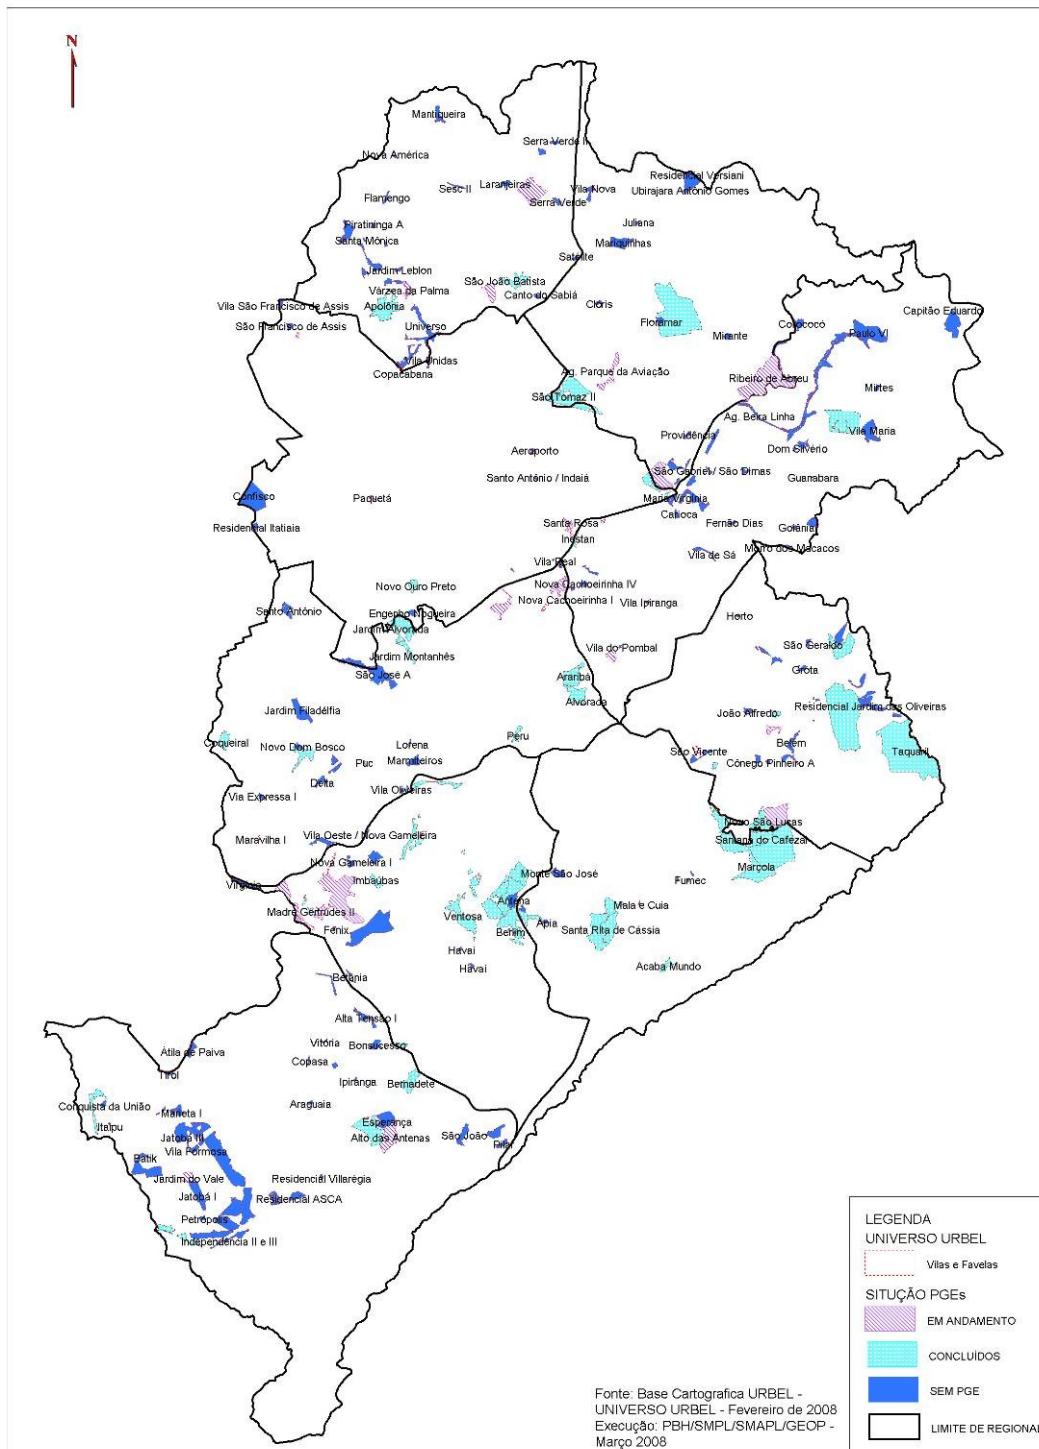 N
Mantiqueira
Serra Verde II
Nova América
Residencial Versiani
Laranjeiras
Sesc II
Vila Nova
Ubirajara Antônio Gomes
Flamengo
Serra Verde
Piratininga A
Juliana
Santa Mônica
Mariquinhas
Satelite
Jardim Leblon
São João Batista
Várzea da Palma
Canto do Sabiá
Vila São Francisco de Assis
Apolônia
Clóris
Capitão Eduardo
São Francisco de Assis
Universo
Floramar
Paulo VI
Mirante
Vila Unidas
Copacabana
Ag. Parque da Aviação
Ribeiro de Abreu
Mirtes
São Tomaz II
Ag. Beira Linha
Vila Maria
Providência
Aeroporto
Dom Silvério
São Gabriel / São Dimas
Santo Antônio / Indaiá
Guanabara
Confisco
Paquetá
Maria Virgínia
Carioca
Residencial Itatiaia
Santa Rosa
Fernão Dias
Goiânia
Inestan
Morro dos Macacos
Vila de Sá
Vila Real
Novo Ouro Preto
Nova Cachoeirinha IV
Nova Cachoeirinha I
Vila Ipiranga
Santo Antônio
Engenho Nogueira
Horto
Jardim Alvorada
São Geraldo
Vila do Pombal
Jardim Montanhês
Grota
São José A
Araribá
Alvorada
Residencial Jardim das Oliveiras
Jardim Filadélfia
João Alfredo
Peru
Coqueiral
Novo Dom Bosco
Lorena
Belém
São Vicente
Taquaril
Puc
Marmiteiros
Cônego Pinheiro A
Delta
Vila Oliveiras
Via Expressa I
Novo São Lucas
Vila Oeste / Nova Gameleira
Maravilha I
Santana do Cafezal
Nova Gameleira I
Marçola
Monte São José
Imbaúbas
Fumec
Virgínia
Antena
Mala e Cuia
Madre Gertrudes II
Ventosa
Apia
Fenix
Santa Rita de Cássia
Havai
Havai
Acaba Mundo
Betânia
Alta Tensão I
Vitória
Bonsucesso
Átila de Paiva
Copasa
Tirol
Ipiranga
Bernadete
Conquista da União
Araguaia
Marieta I
Esperança
Itaipu
Jatobá III
Alto das Antenas
São João
Vila Formosa
Pilar
Batik
Jardim do Vale
Residencial Villarégia
Jatobá I
Residencial ASCA
Petrópolis
Independência II e III
LEGENDA
UNIVERSO URBEL
Vilas e Favelas
SITUÇÃO PGEs
EM ANDAMENTO
CONCLUÍDOS
SEM PGE
LIMITE DE REGIONAL
Fonte: Base Cartografica URBEL -
UNIVERSO URBEL - Fevereiro de 2008
Execução: PBH/SMPL/SMAPL/GEOP -
Março 2008